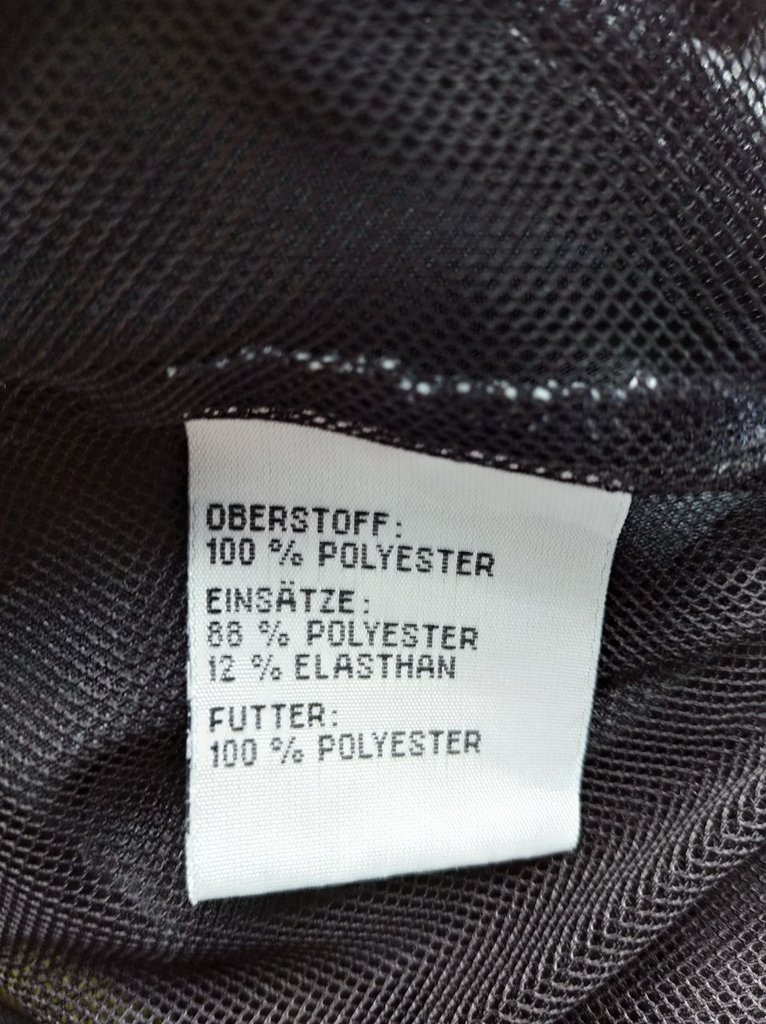 OBERSTOFF:
100 % POLYESTER
EINSÄTZE:
88 % POLYESTER
12 % ELASTHAN
FUTTER:
100 % POLYESTER